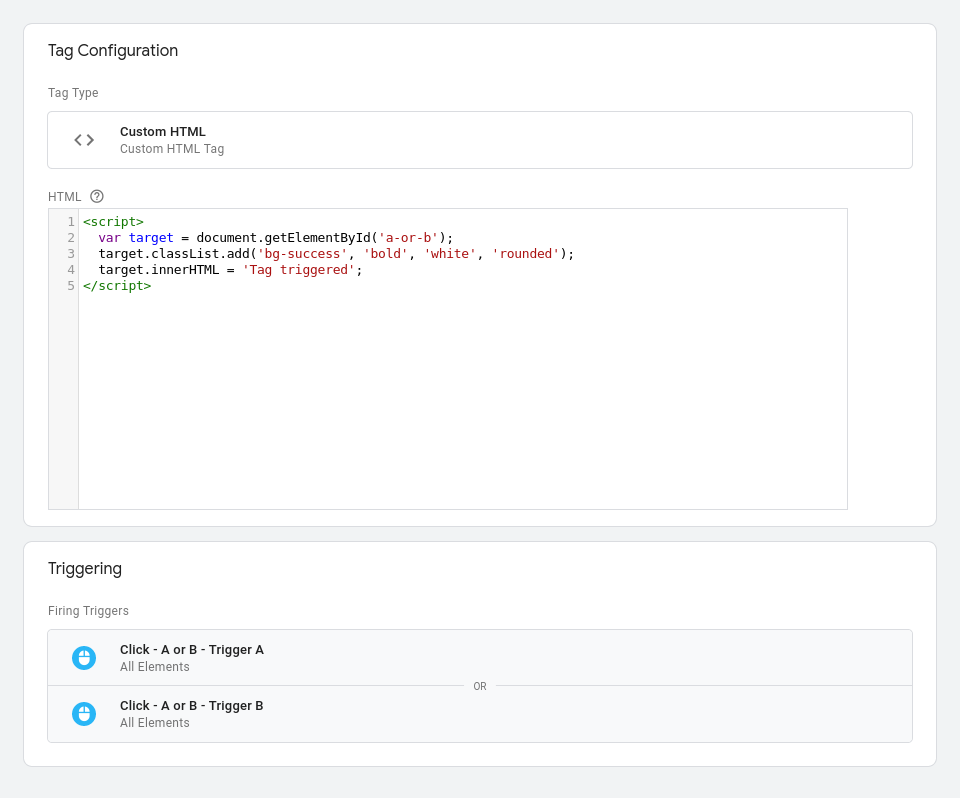 Tag Configuration
Tag Type
Custom HTML
Custom HTML Tag
HTML
1 <script>
2   var target = document.getElementById('a-or-b');
3   target.classList.add('bg-success', 'bold', 'white', 'rounded');
4   target.innerHTML = 'Tag triggered';
5 </script>
Triggering
Firing Triggers
Click - A or B - Trigger A
All Elements
OR
Click - A or B - Trigger B
All Elements